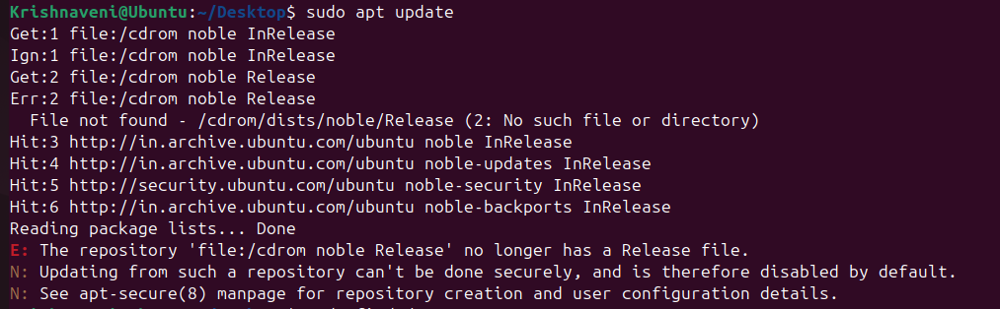 Krishnaveni@Ubuntu:~/Desktop$ sudo apt update
Get:1 file:/cdrom noble InRelease
Ign:1 file:/cdrom noble InRelease
Get:2 file:/cdrom noble Release
Err:2 file:/cdrom noble Release
  File not found - /cdrom/dists/noble/Release (2: No such file or directory)
Hit:3 http://in.archive.ubuntu.com/ubuntu noble InRelease
Hit:4 http://in.archive.ubuntu.com/ubuntu noble-updates InRelease
Hit:5 http://security.ubuntu.com/ubuntu noble-security InRelease
Hit:6 http://in.archive.ubuntu.com/ubuntu noble-backports InRelease
Reading package lists... Done
E: The repository 'file:/cdrom noble Release' no longer has a Release file.
N: Updating from such a repository can't be done securely, and is therefore disabled by default.
N: See apt-secure(8) manpage for repository creation and user configuration details.